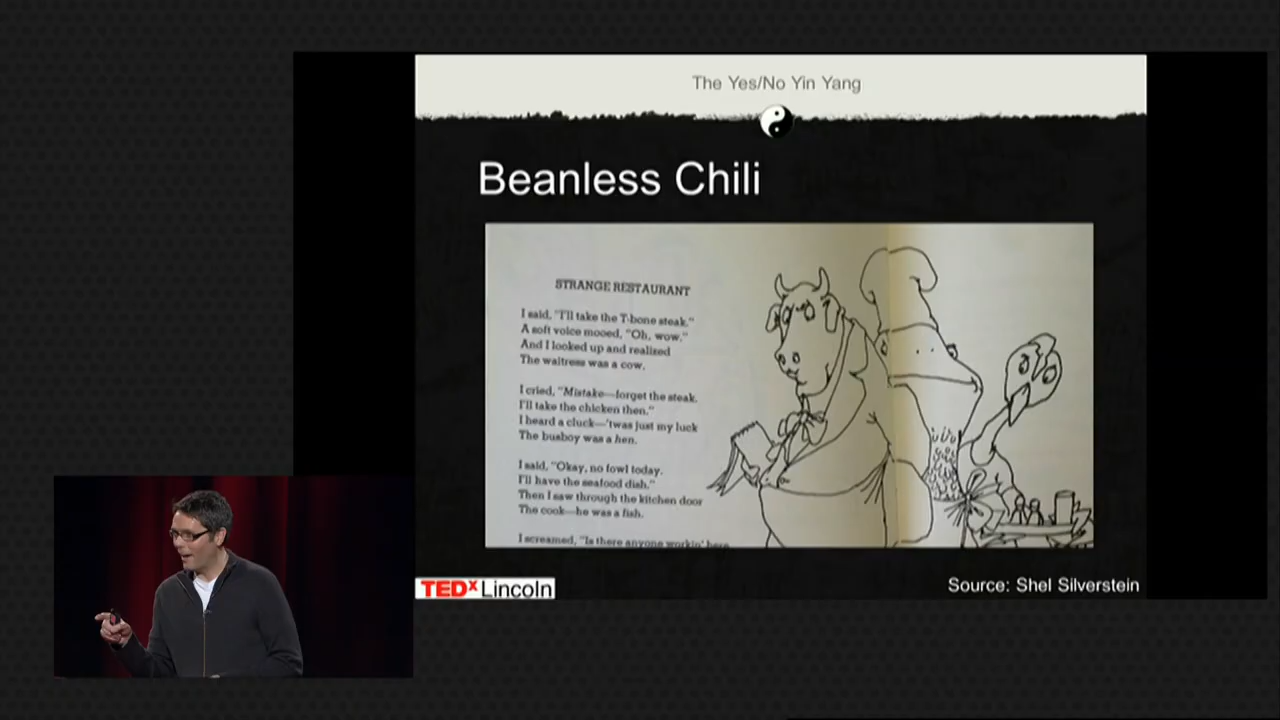 The Yes/No Yin Yang
Beanless Chili
STRANGE RESTAURANT
I said, "I'll take the T-bone steak."
A soft voice mooed, "Oh, wow."
And I looked up and realized
The waitress was a cow.
I cried, "Mistake—forget the steak.
I'll take the chicken then."
I heard a cluck—'twas just my luck
The busboy was a hen.
I said, "Okay, no fowl today.
I'll have the seafood dish."
Then I saw through the kitchen door
The cook—he was a fish.
I screamed, "Is there anyone workin' here
TEDx Lincoln
Source: Shel Silverstein